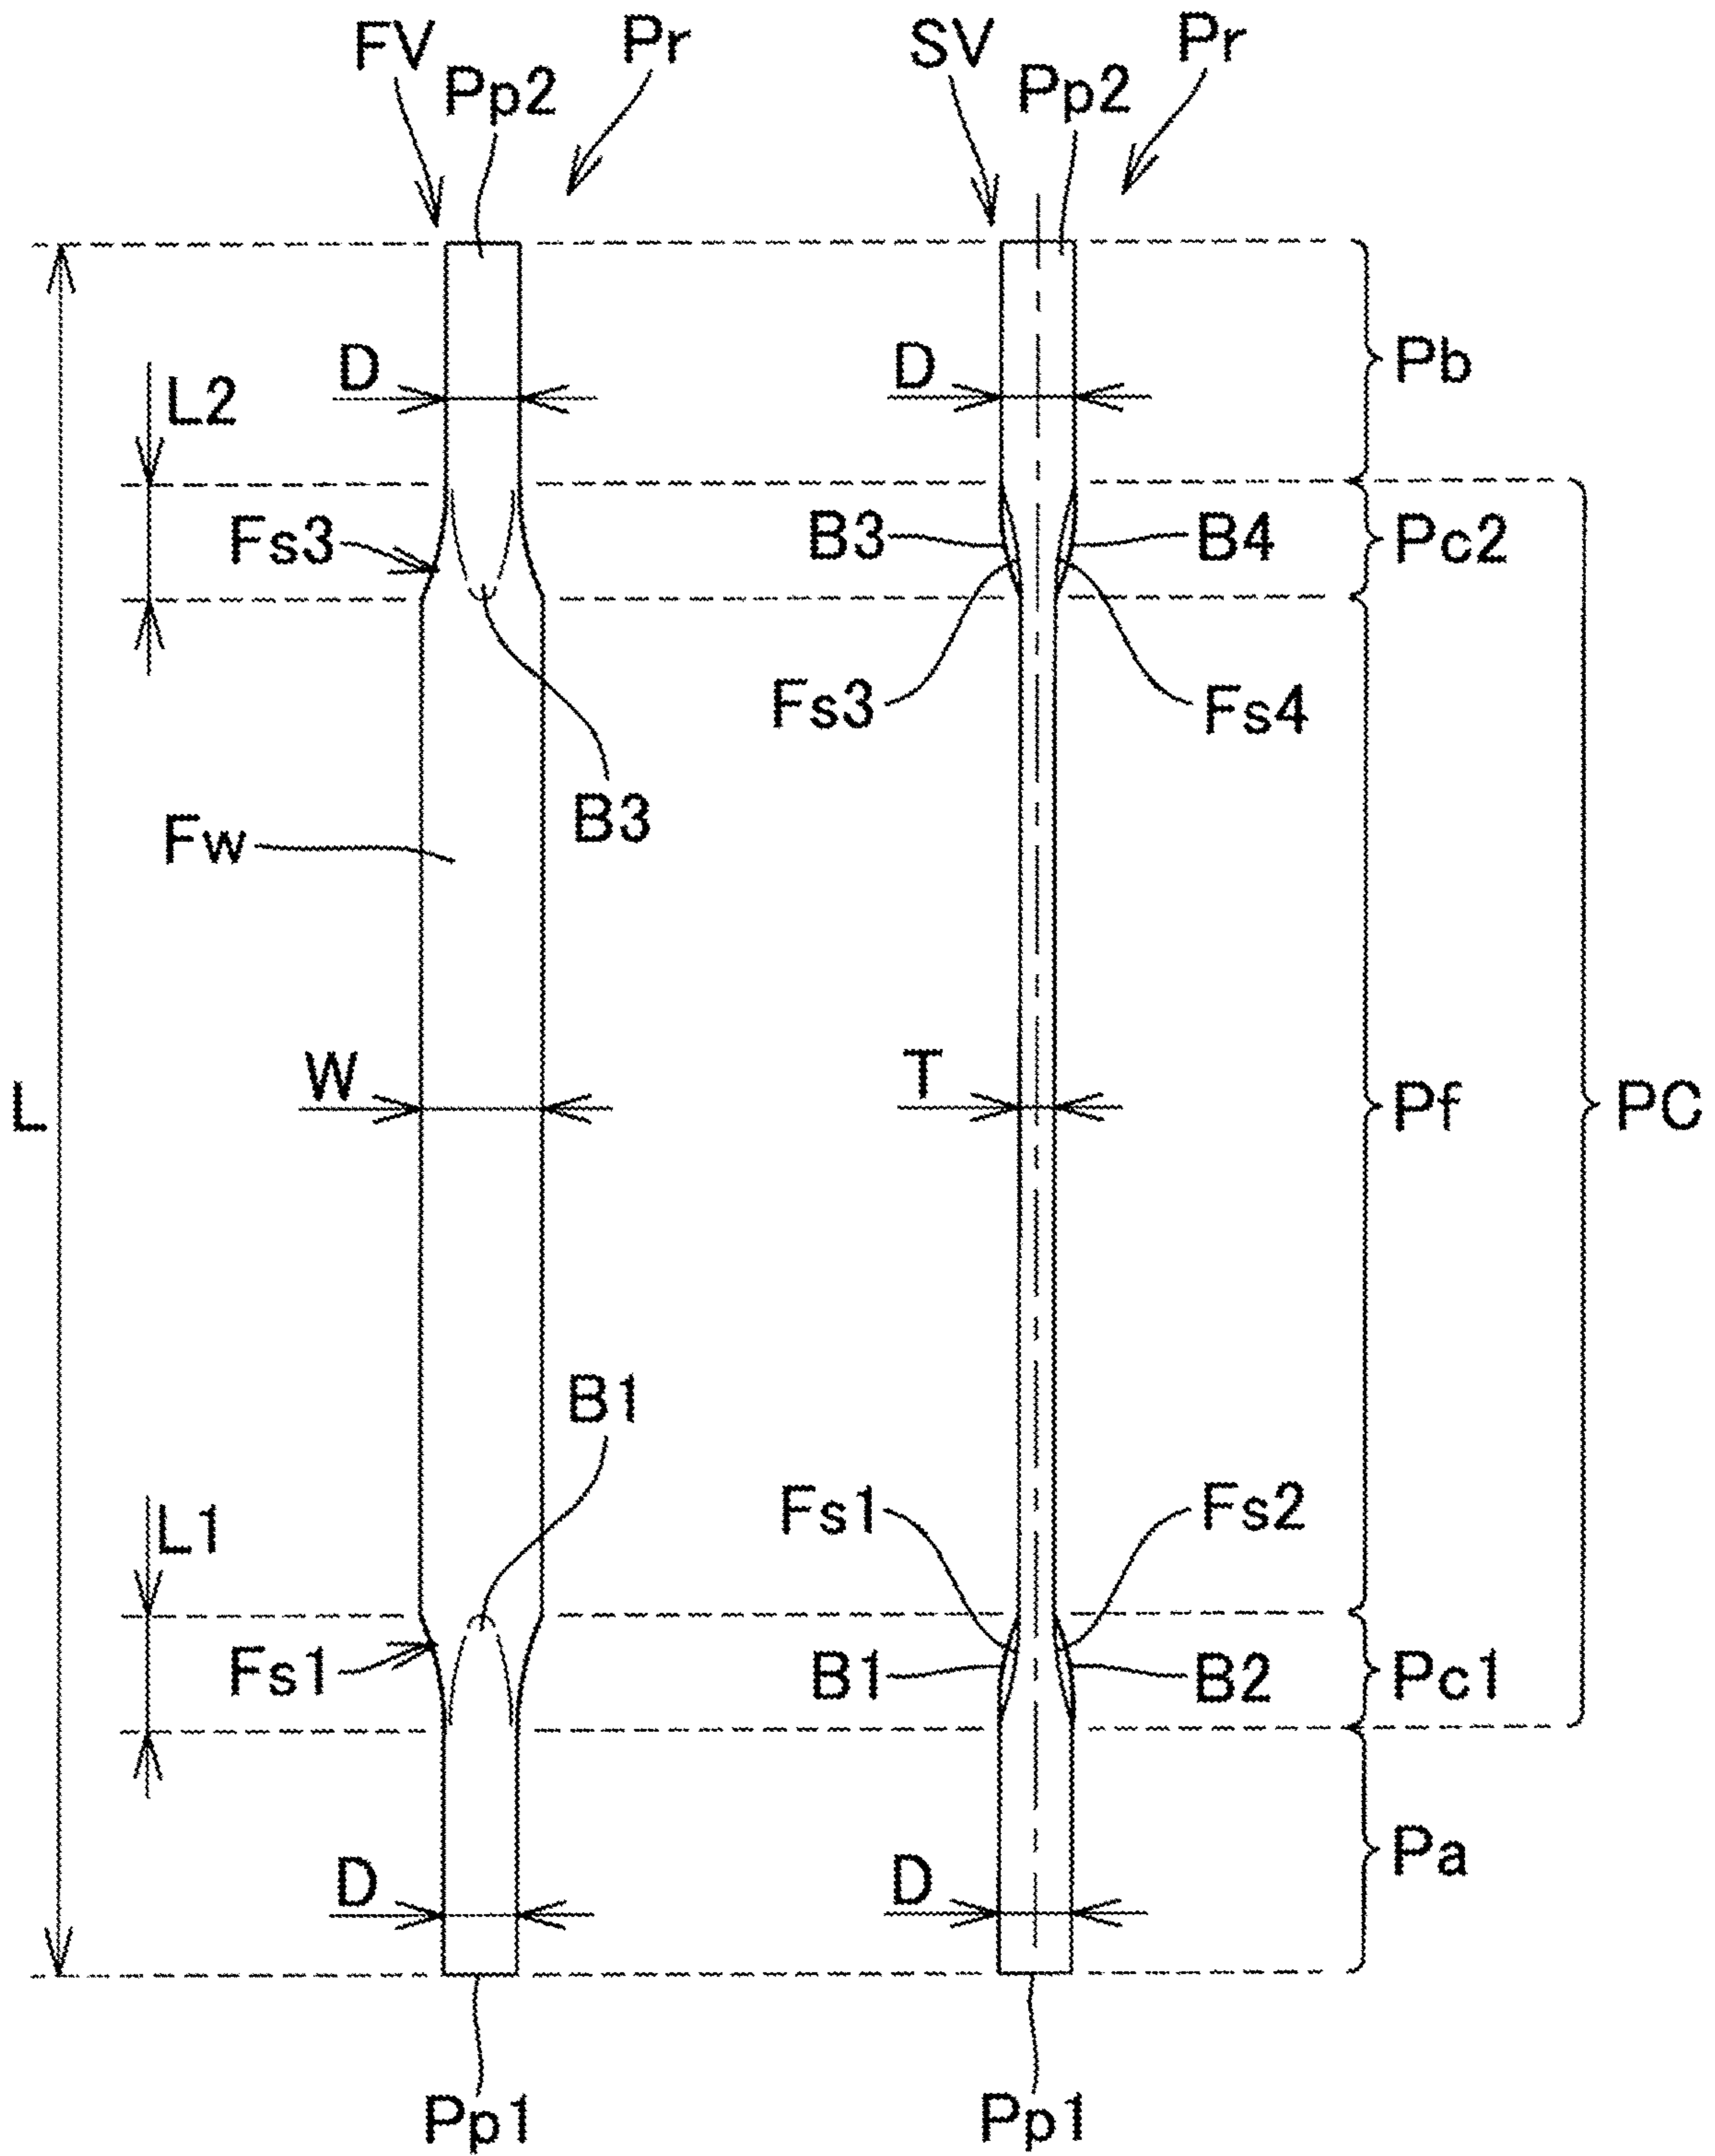 FV
Pr
SV
Pr
Pp2
Pp2
D
D
Pb
L2
Fs3
B3
B4
Pc2
Fs3
Fs4
B3
Fw
W
T
L
Pf
PC
B1
L1
Fs1
Fs2
Fs1
B1
B2
Pc1
D
D
Pa
Pp1
Pp1